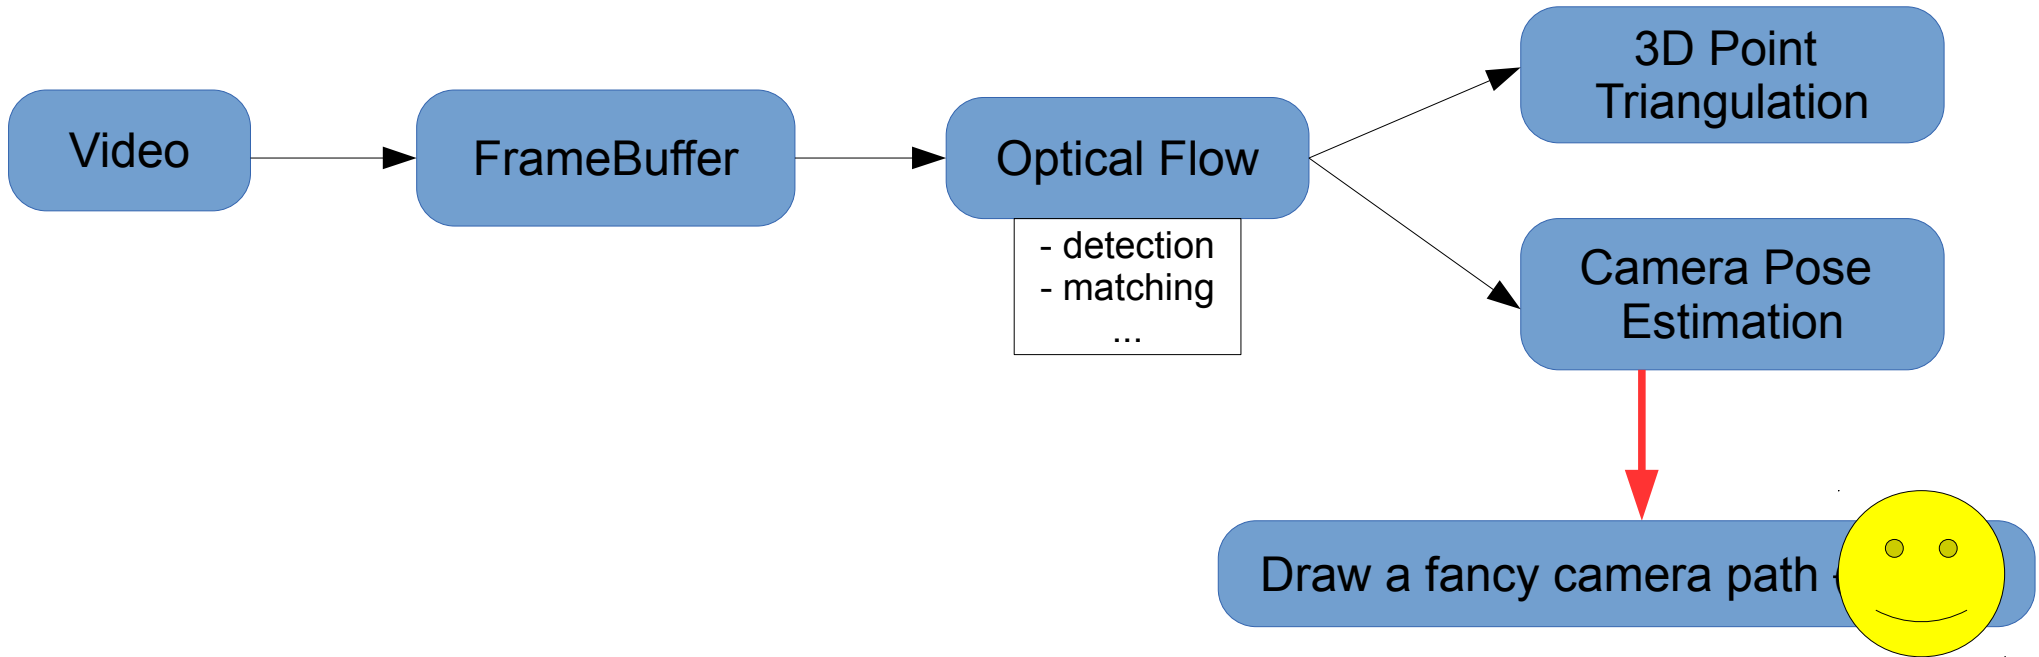 Video
FrameBuffer
Optical Flow
- detection
- matching
...
3D Point
Triangulation
Camera Pose
Estimation
Draw a fancy camera path